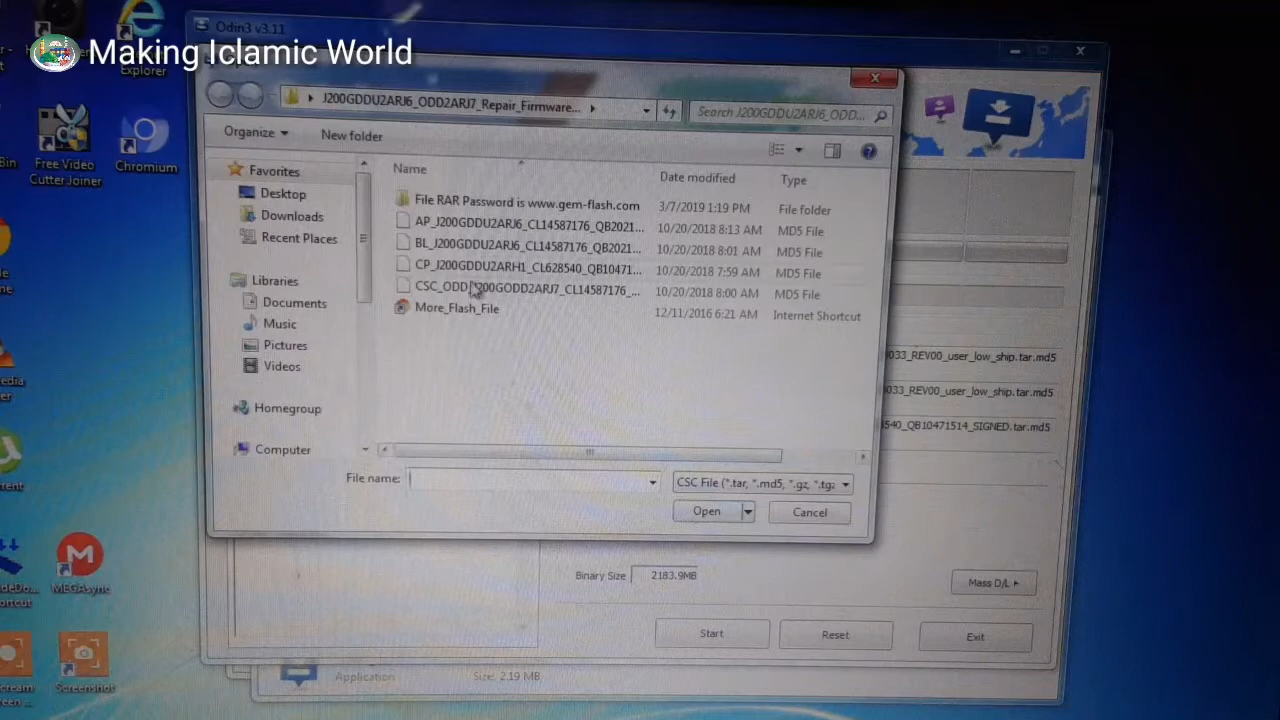 Odin3 v3.11
Making Iclamic World
Explorer
J200GDDU2ARJ6_ODD2ARJ7_Repair_Firmware...
Search J200GDDU2ARJ6_ODD...
Organize
New folder
Bin
Free Video
Cutter Joiner
Chromium
Favorites
Desktop
Downloads
Recent Places
Libraries
Documents
Music
Pictures
Videos
Homegroup
Computer
Name
Date modified
Type
File RAR Password is www.gem-flash.com
3/7/2019 1:19 PM
File folder
AP_J200GDDU2ARJ6_CL14587176_QB2021...
10/20/2018 8:13 AM
MD5 File
BL_J200GDDU2ARJ6_CL14587176_QB2021...
10/20/2018 8:01 AM
MD5 File
CP_J200GDDU2ARH1_CL628540_QB10471...
10/20/2018 7:59 AM
MD5 File
CSC_ODD_J200GODD2ARJ7_CL14587176_...
10/20/2018 8:00 AM
MD5 File
More_Flash_File
12/11/2016 6:21 AM
Internet Shortcut
0033_REV00_user_low_ship.tar.md5
0033_REV00_user_low_ship.tar.md5
540_QB10471514_SIGNED.tar.md5
File name:
CSC File (*.tar, *.md5, *.gz, *.tgz
Open
Cancel
Binary Size
2183.9MB
Mass D/L
Start
Reset
Exit
Application
Size: 2.19 MB
MEGAsync
Screenshot